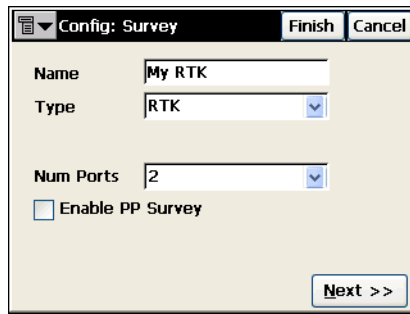 Config: Survey Finish Cancel
Name My RTK
Type RTK
Num Ports 2
Enable PP Survey
Next >>